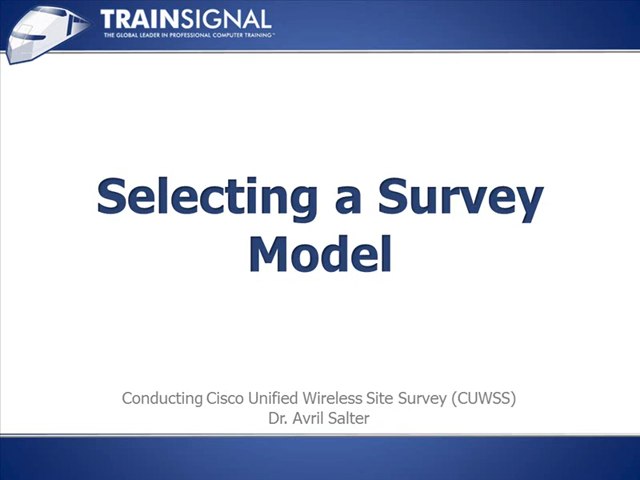 TRAINSIGNAL
THE GLOBAL LEADER IN PROFESSIONAL COMPUTER TRAINING™
Selecting a Survey
Model
Conducting Cisco Unified Wireless Site Survey (CUWSS)
Dr. Avril Salter